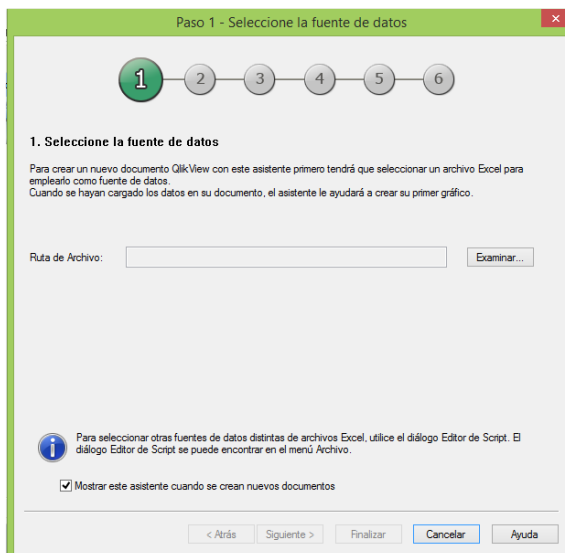 Paso 1 - Seleccione la fuente de datos
1 2 3 4 5 6
1. Seleccione la fuente de datos
Para crear un nuevo documento QlikView con este asistente primero tendrá que seleccionar un archivo Excel para
emplearlo como fuente de datos.
Cuando se hayan cargado los datos en su documento, el asistente le ayudará a crear su primer gráfico.
Ruta de Archivo: Examinar...
Para seleccionar otras fuentes de datos distintas de archivos Excel, utilice el diálogo Editor de Script. El
diálogo Editor de Script se puede encontrar en el menú Archivo.
Mostrar este asistente cuando se crean nuevos documentos
< Atrás Siguiente > Finalizar Cancelar Ayuda